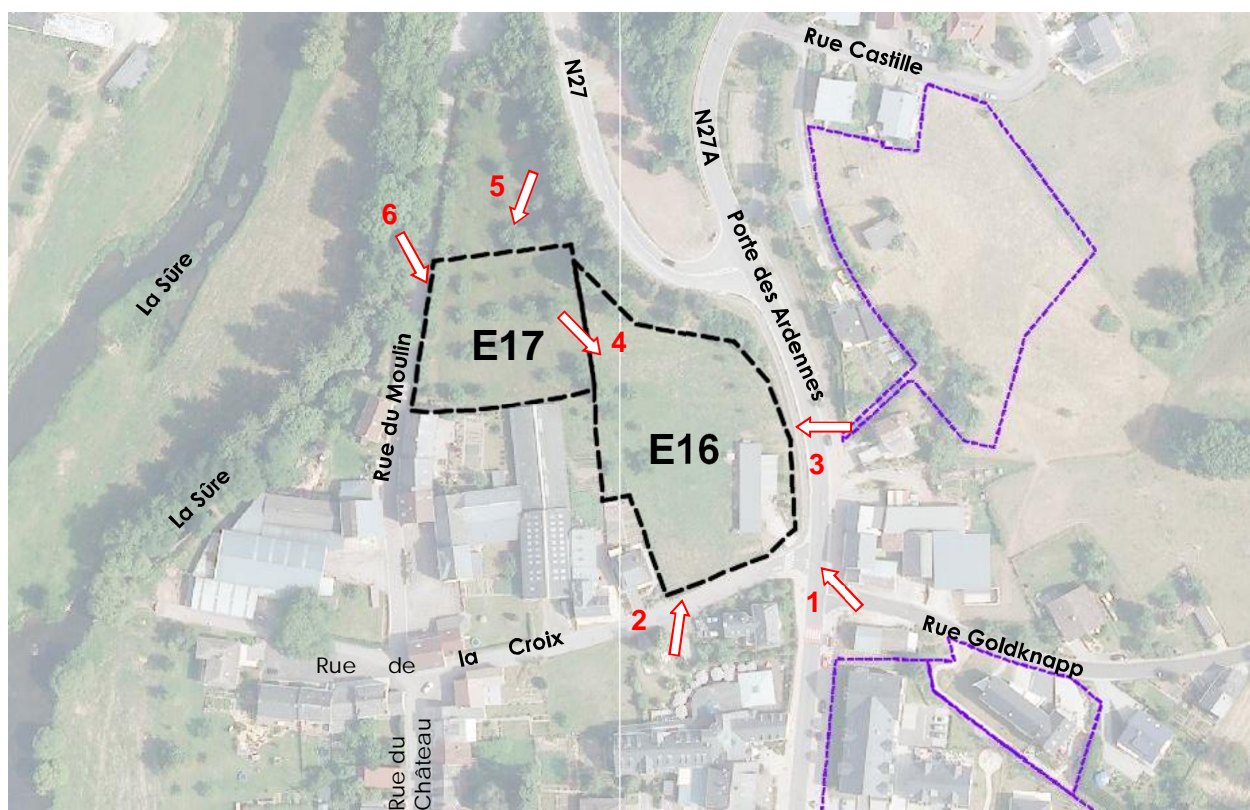 Rue Castille
N27
N27A
5
6
Porte des Ardennes
La Sûre
E17
4
Rue du Moulin
E16
3
La Sûre
1
2
Rue Goldknapp
Rue de la Croix
Rue du
Château